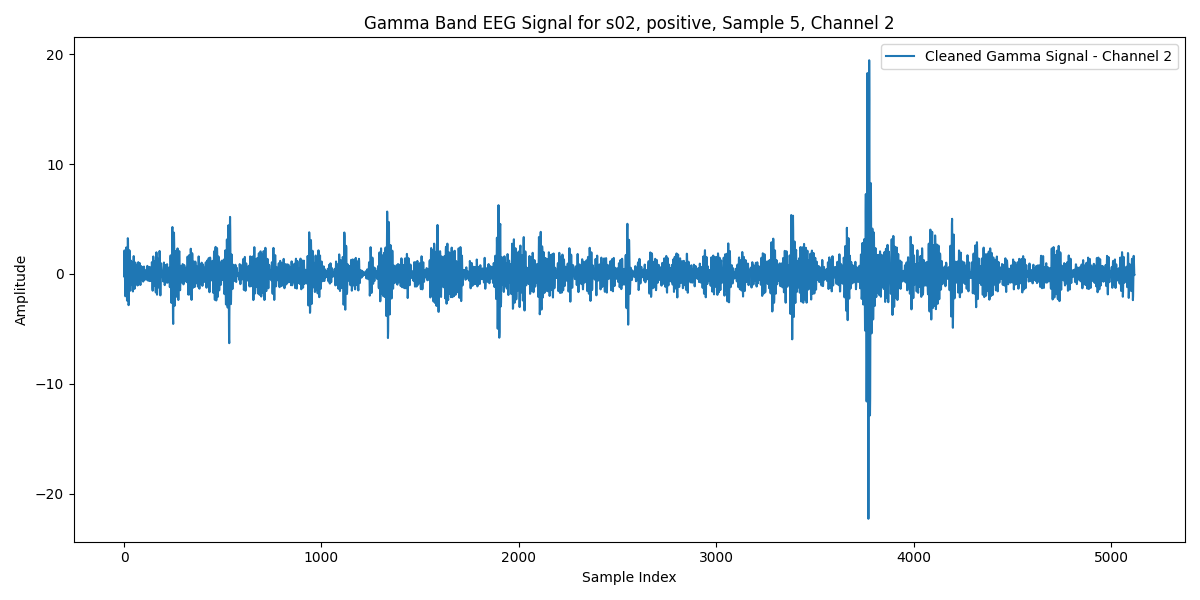 Gamma Band EEG Signal for s02, positive, Sample 5, Channel 2
Cleaned Gamma Signal - Channel 2
20
10
0
−10
−20
Amplitude
0 1000 2000 3000 4000 5000
Sample Index